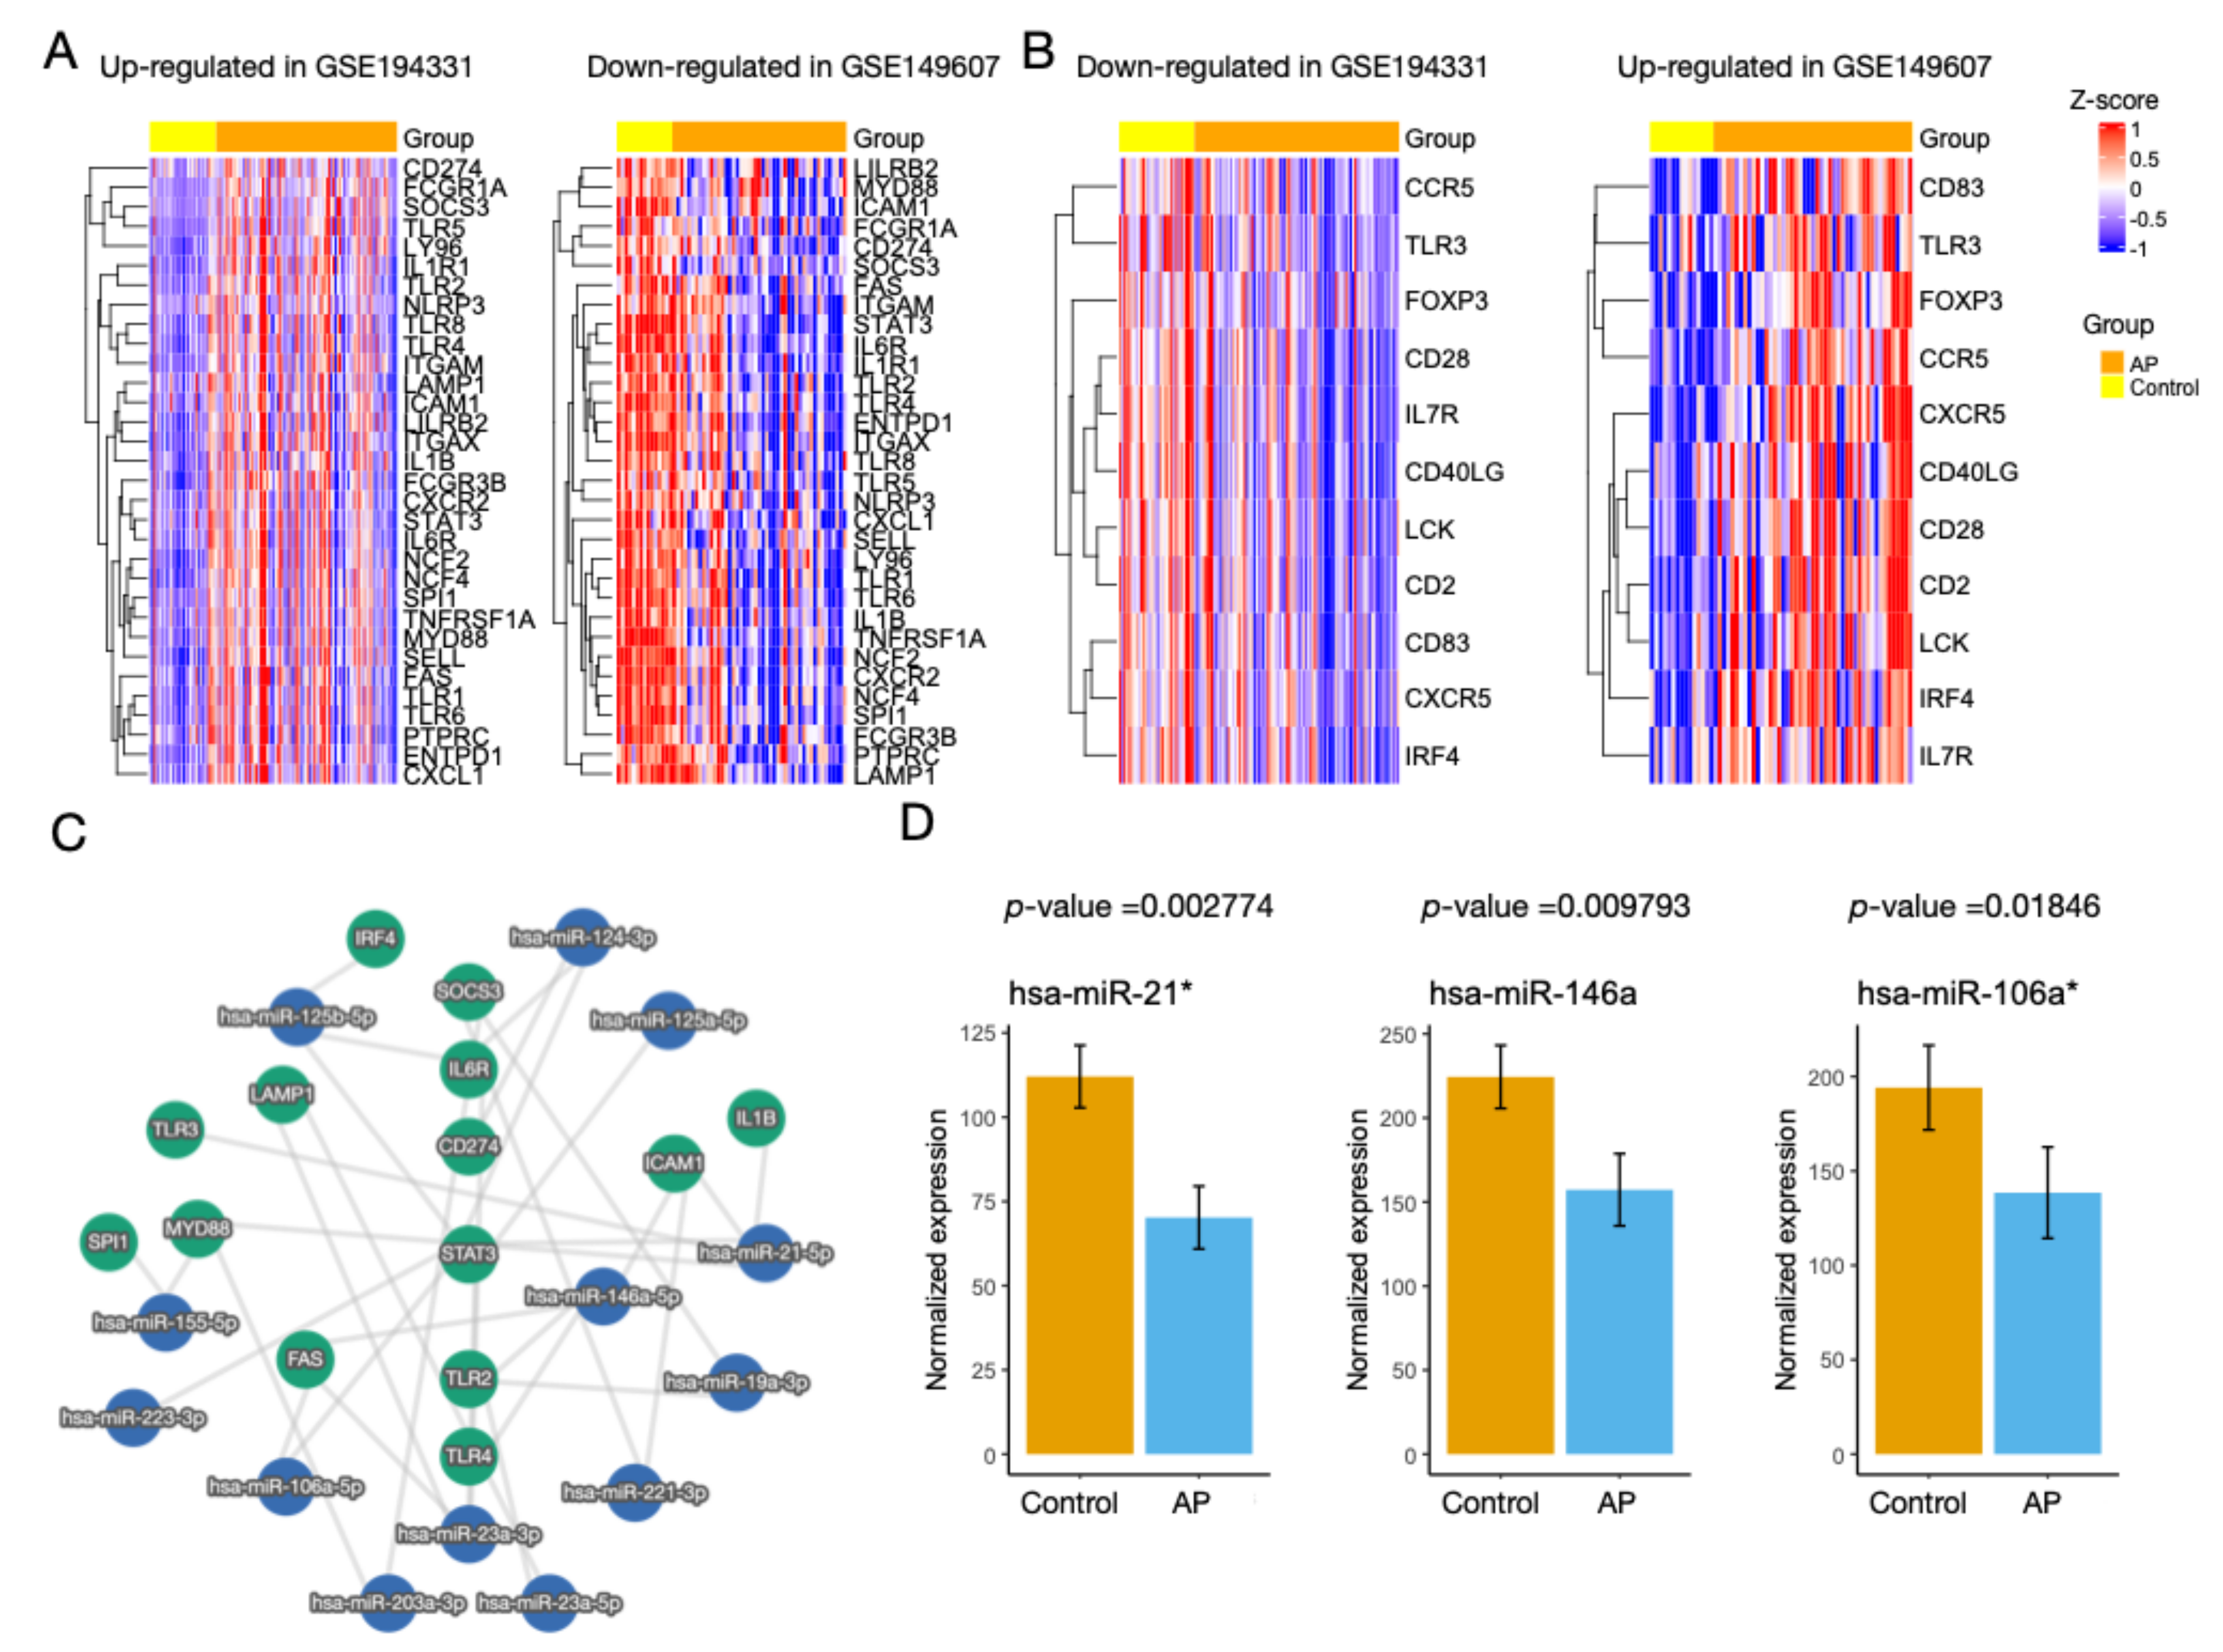 A
Up-regulated in GSE194331
Group
CD274
FCGR1A
SOCS3
TLR5
LY96
IL1R1
TLR2
NLRP3
TLR8
TLR4
ITGAM
LAMP1
ICAM1
LILRB2
ITGAX
IL1B
FCGR3B
CXCR2
STAT3
IL6R
NCF2
NCF4
SPI1
TNFRSF1A
MYD88
SELL
FAS
TLR1
TLR6
PTPRC
ENTPD1
CXCL1
Down-regulated in GSE149607
Group
LILRB2
MYD88
ICAM1
FCGR1A
CD274
SOCS3
FAS
ITGAM
STAT3
IL6R
IL1R1
TLR2
TLR4
ENTPD1
ITGAX
TLR8
TLR5
NLRP3
CXCL1
SELL
LY96
TLR1
TLR6
IL1B
TNFRSF1A
NCF2
CXCR2
NCF4
SPI1
FCGR3B
PTPRC
LAMP1
B
Down-regulated in GSE194331
Group
CCR5
TLR3
FOXP3
CD28
IL7R
CD40LG
LCK
CD2
CD83
CXCR5
IRF4
Up-regulated in GSE149607
Group
CD83
TLR3
FOXP3
CCR5
CXCR5
CD40LG
CD28
CD2
LCK
IRF4
IL7R
Z-score
1
0.5
0
-0.5
-1
Group
AP
Control
C
IRF4
hsa-miR-124-3p
SOCS3
hsa-miR-125b-5p
hsa-miR-125a-5p
IL6R
LAMP1
IL1B
TLR3
CD274
ICAM1
MYD88
SPI1
STAT3
hsa-miR-21-5p
hsa-miR-146a-5p
hsa-miR-155-5p
FAS
TLR2
hsa-miR-19a-3p
hsa-miR-223-3p
TLR4
hsa-miR-106a-5p
hsa-miR-221-3p
hsa-miR-23a-3p
hsa-miR-203a-3p
hsa-miR-23a-5p
D
p-value =0.002774
hsa-miR-21*
Normalized expression
125
100
75
50
25
0
Control
AP
p-value =0.009793
hsa-miR-146a
Normalized expression
250
200
150
100
50
0
Control
AP
p-value =0.01846
hsa-miR-106a*
Normalized expression
200
150
100
50
0
Control
AP